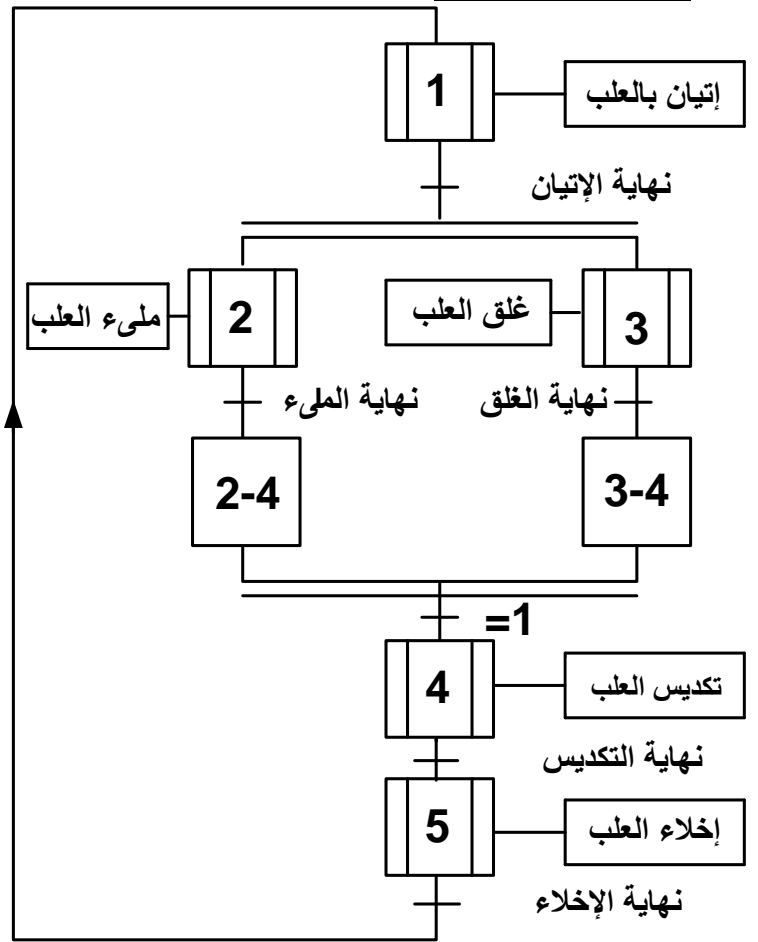 1
إتيان بالعلب
نهاية الإتيان
ملىء العلب
2
غلق العلب
3
نهاية الملىء
نهاية الغلق
2-4
3-4
=1
4
تكديس العلب
نهاية التكديس
5
إخلاء العلب
نهاية الإخلاء